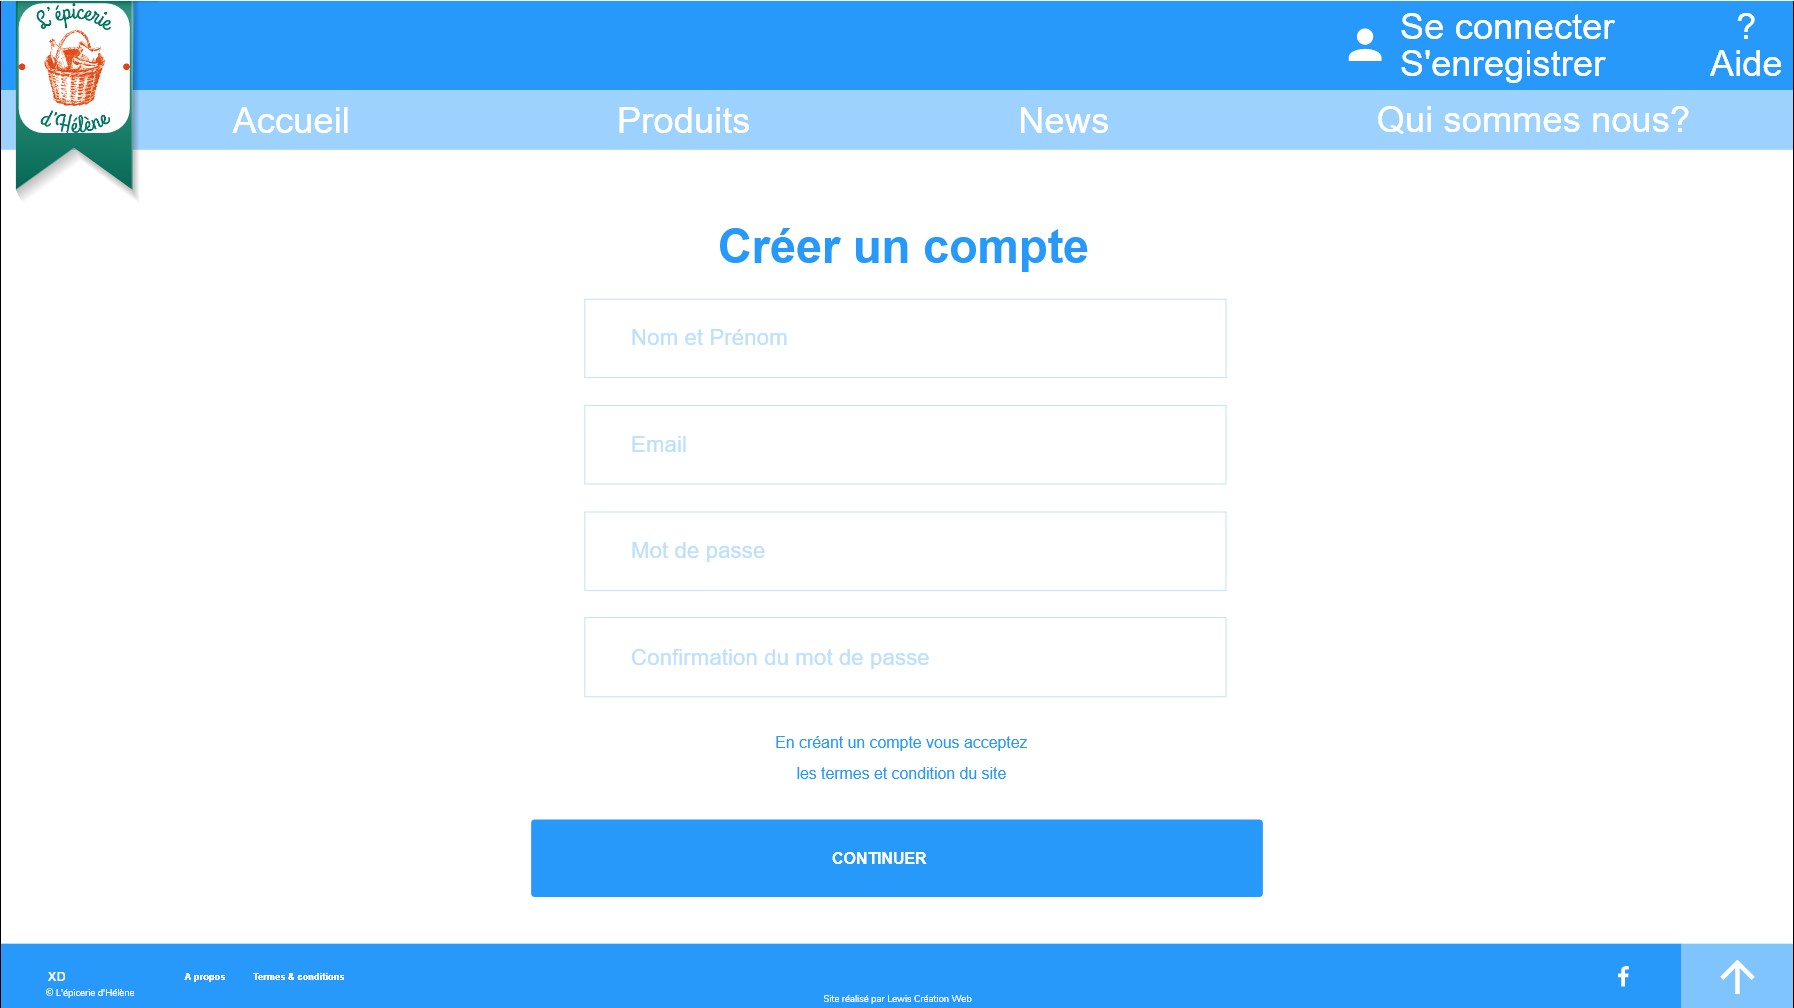 L'épicerie
d'Hélène
Se connecter
S'enregistrer
?
Aide
Accueil
Produits
News
Qui sommes nous?
Créer un compte
Nom et Prénom
Email
Mot de passe
Confirmation du mot de passe
En créant un compte vous acceptez
les termes et condition du site
CONTINUER
XD
© L'épicerie d'Hélène
A propos
Termes & conditions
Site réalisé par Lewis Création Web